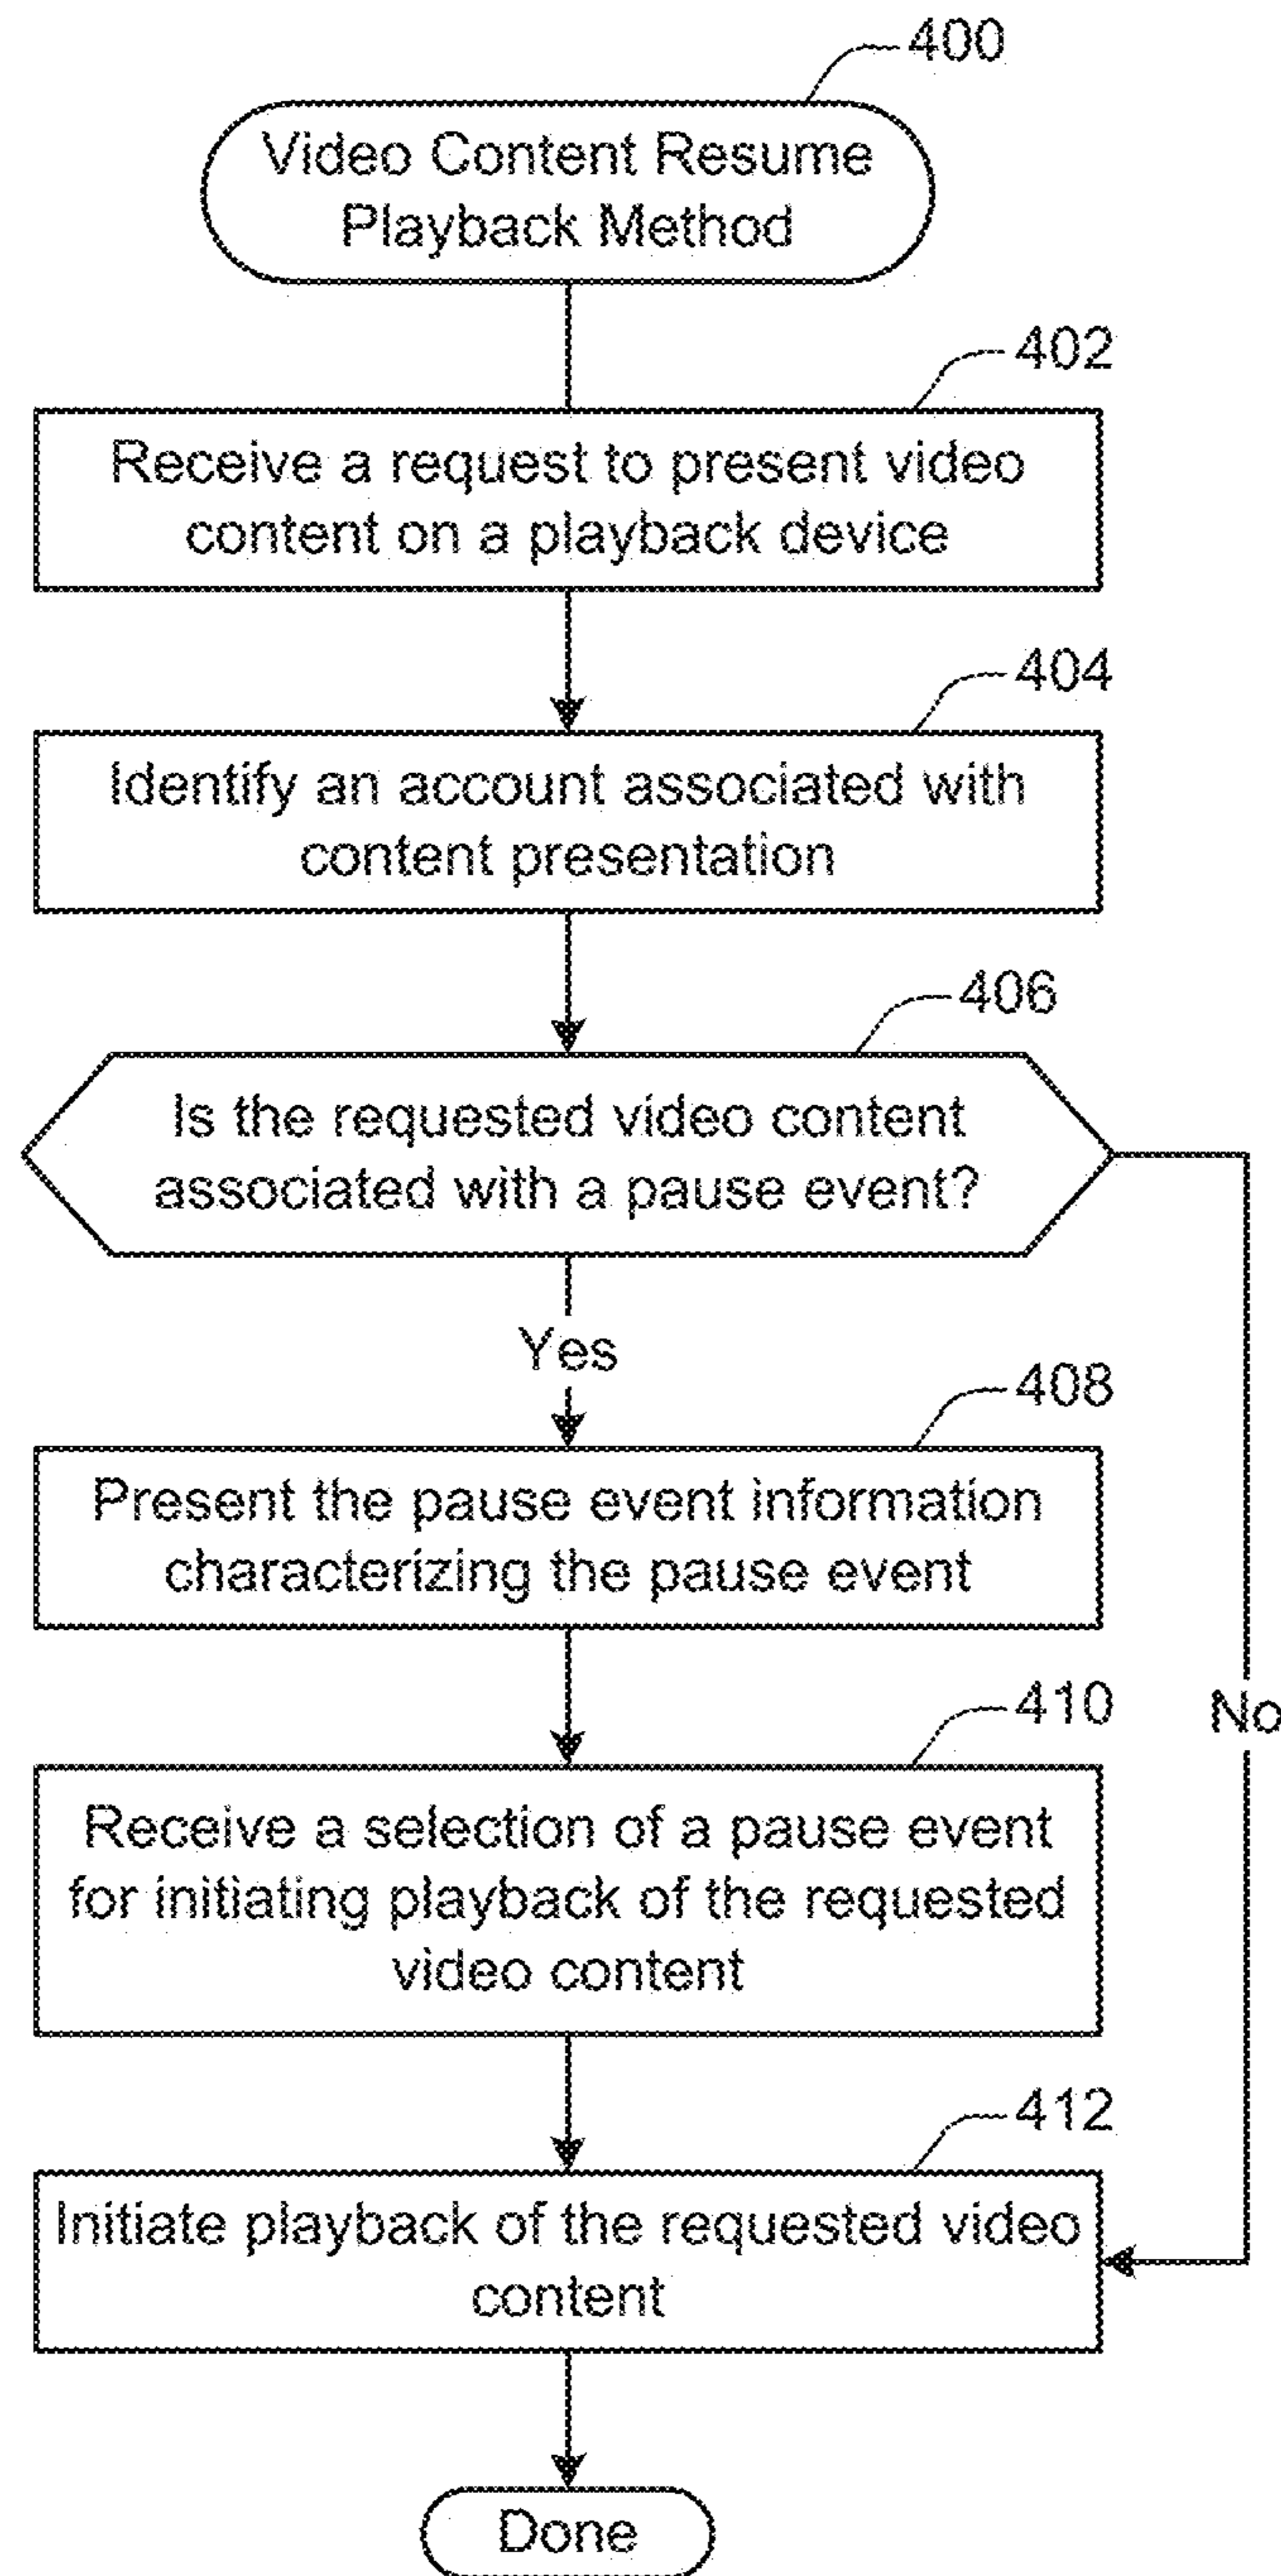 400
Video Content Resume
Playback Method
402
Receive a request to present video
content on a playback device
404
Identify an account associated with
content presentation
406
Is the requested video content
associated with a pause event?
Yes
408
Present the pause event information
characterizing the pause event
410
No
Receive a selection of a pause event
for initiating playback of the requested
video content
412
Initiate playback of the requested video
content
Done